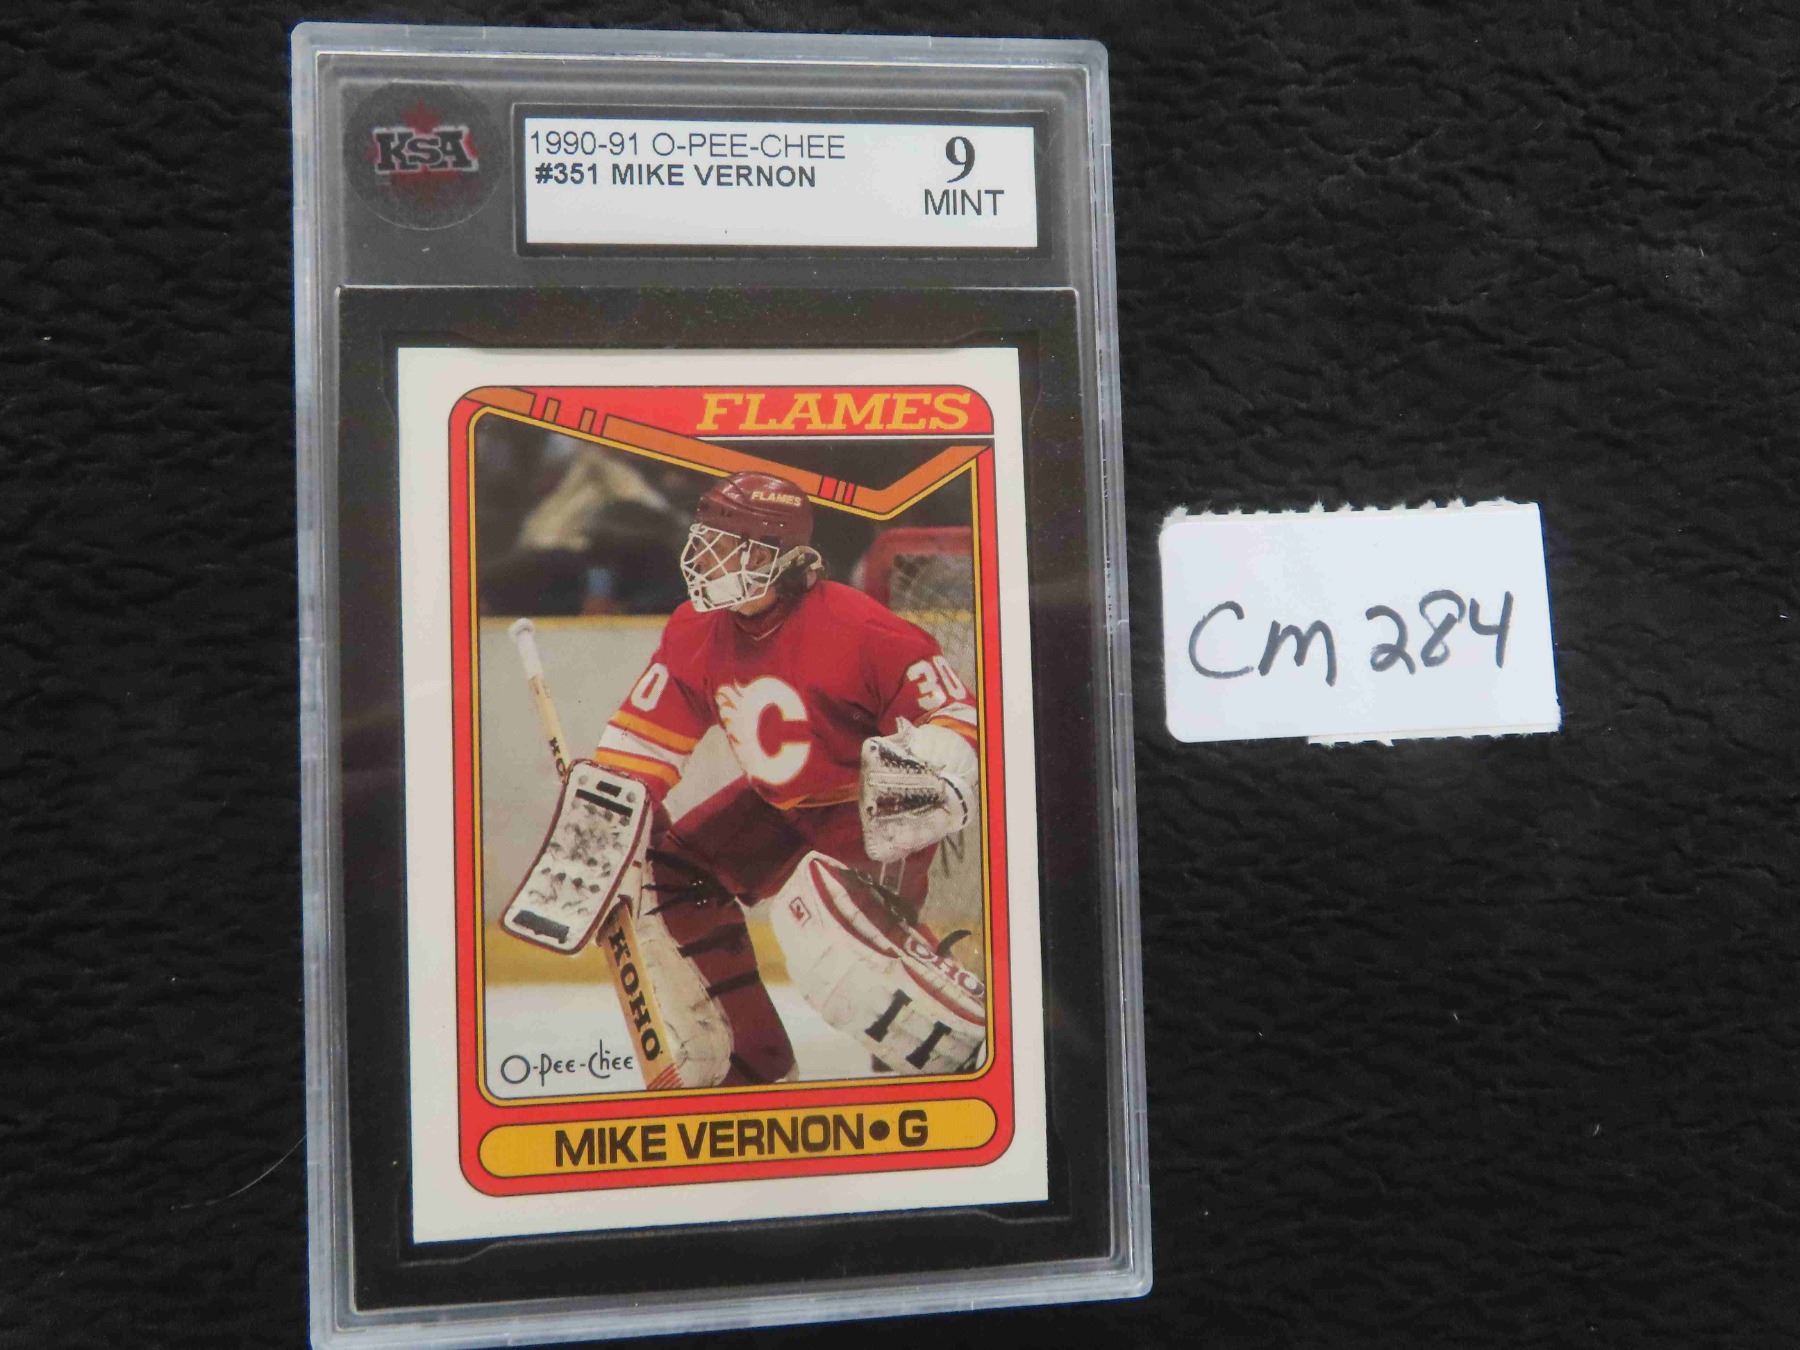 KSA
1990-91 O-PEE-CHEE
#351 MIKE VERNON
9
MINT
FLAMES
FLAMES
30
0
C
KOHO
O-Pee-Chee
MIKE VERNON•G
CM 284